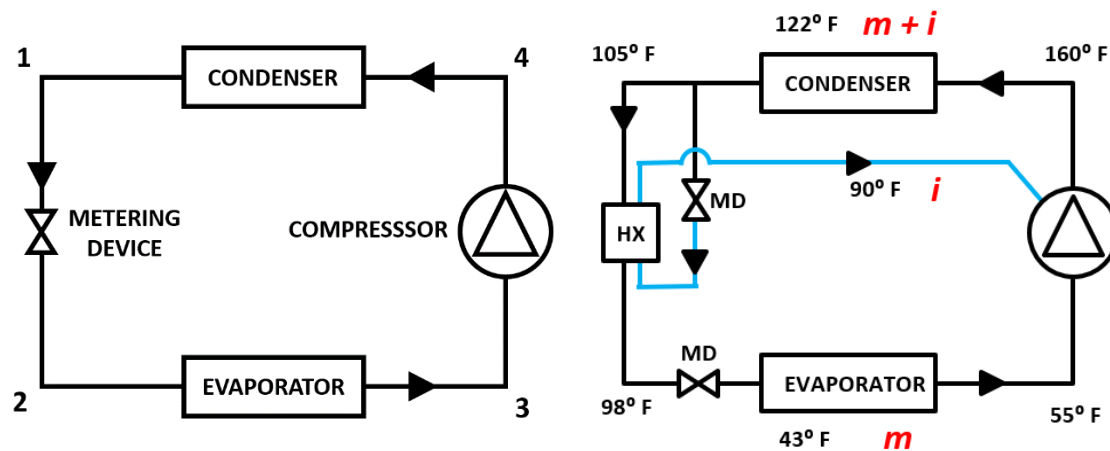 1
4
CONDENSER
METERING
DEVICE
COMPRESSSOR
2
EVAPORATOR
3
122° F m + i
105° F
160° F
CONDENSER
90° F i
MD
HX
MD
EVAPORATOR
98° F
55° F
43° F m